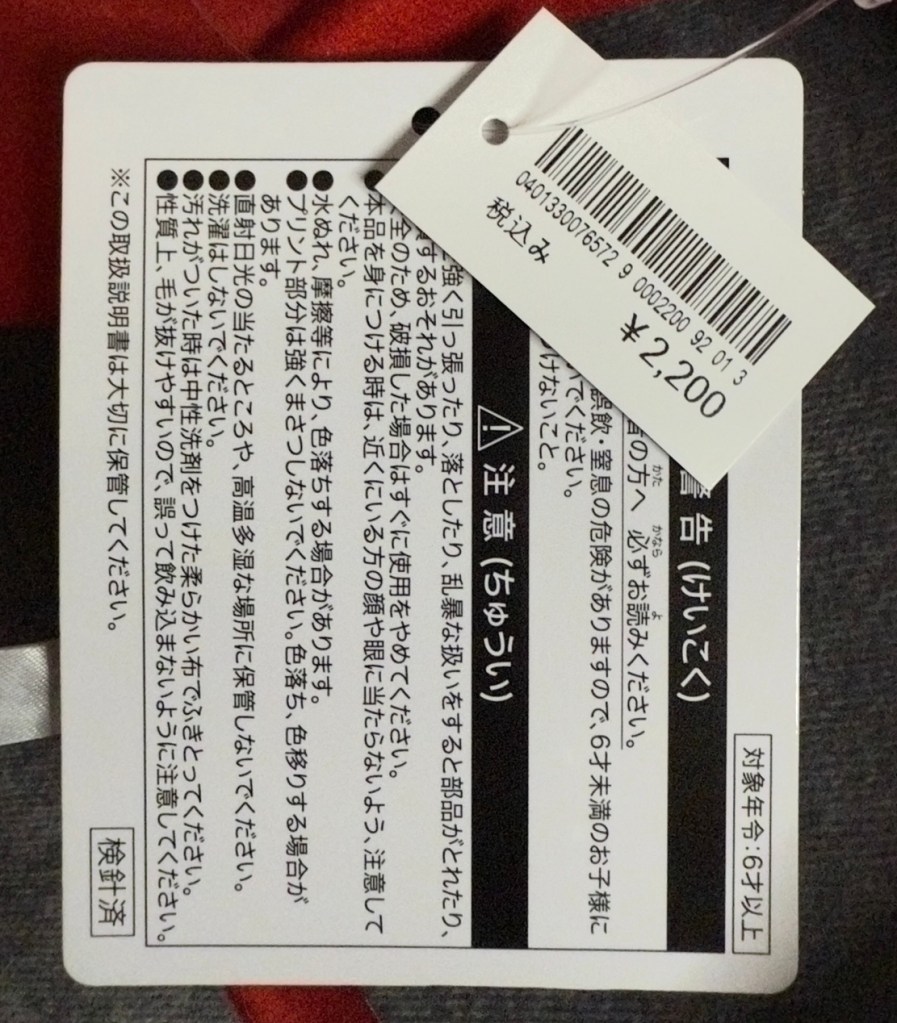 対象年令:6才以上
警告(けいこく)
の方へ 必ずお読みください。
かた かなら よ
誤飲・窒息の危険がありますので、6才未満のお子様に
でください。
けないこと。
⚠ 注意(ちゅうい)
強く引っ張ったり、落としたり、乱暴な扱いをすると部品がとれたり、
するおそれがあります。
全のため、破損した場合はすぐに使用をやめてください。
●本品を身につける時は、近くにいる方の顔や眼に当たらないよう、注意して
ください。
●水ぬれ、摩擦等により、色落ちする場合があります。
●プリント部分は強くまさつしないでください。色落ち、色移りする場合が
あります。
●直射日光の当たるところや、高温多湿な場所に保管しないでください。
●洗濯はしないでください。
●汚れがついた時は中性洗剤をつけた柔らかい布でふきとってください。
●性質上、毛が抜けやすいので、誤って飲み込まないように注意してください。
※この取扱説明書は大切に保管してください。
検針済
0401330076572 9 0002200 92 01 3
税込み
¥2,200